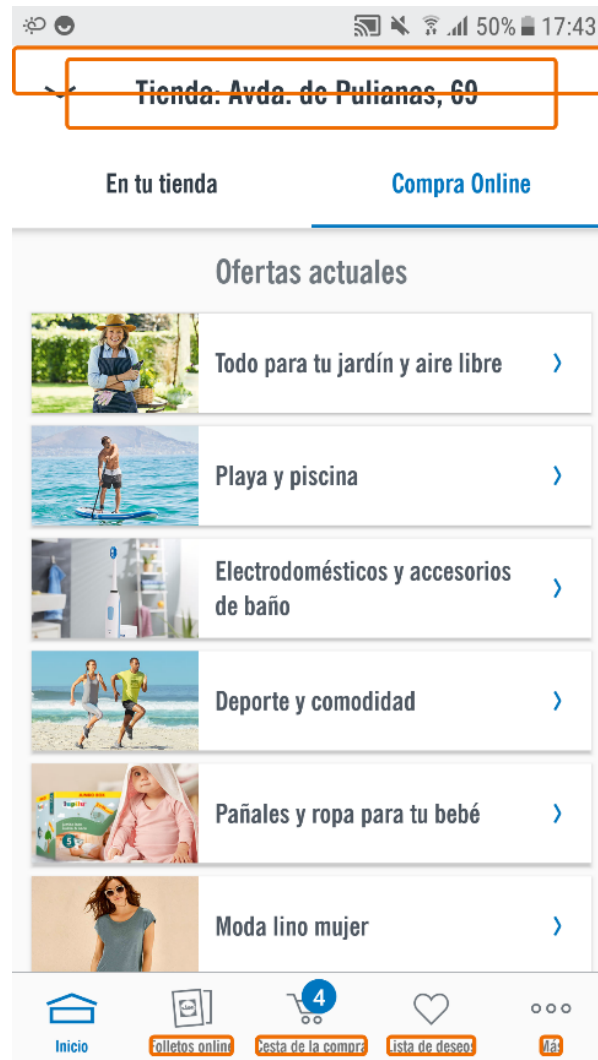 50% 17:43
Tienda: Avda. de Pulianas, 69
En tu tienda
Compra Online
Ofertas actuales
Todo para tu jardín y aire libre
Playa y piscina
Electrodomésticos y accesorios
de baño
Deporte y comodidad
lupilu
5
Pañales y ropa para tu bebé
Moda lino mujer
4
Inicio
Folletos online
Cesta de la compra
Lista de deseos
Más